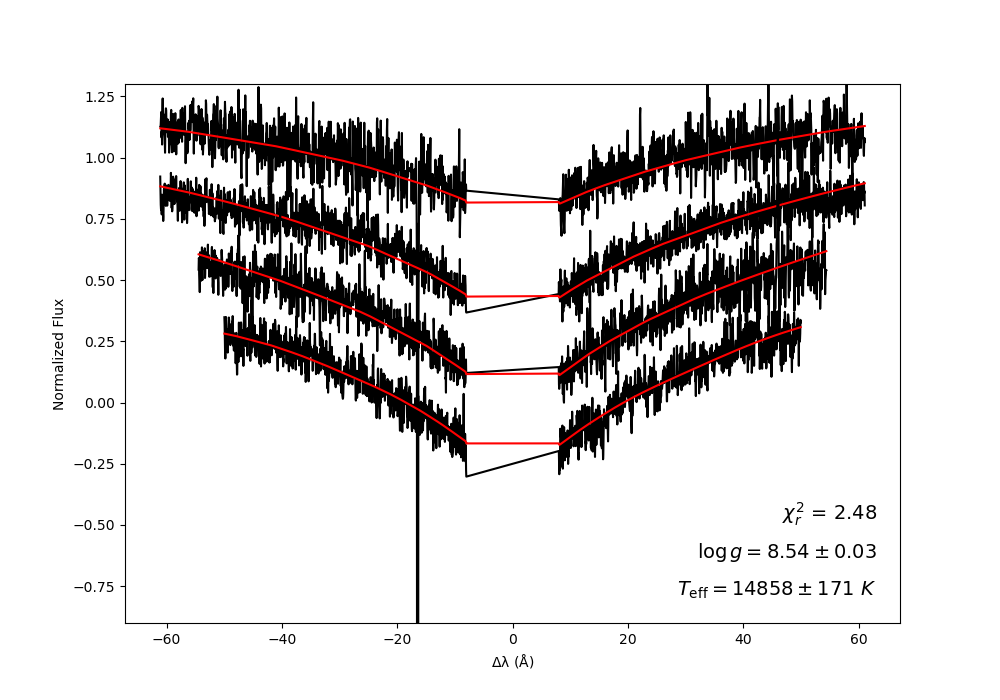 1.25
1.00
0.75
0.50
0.25
0.00
−0.25
−0.50
−0.75
Normalized Flux
χ²ᵣ = 2.48
log g = 8.54 ± 0.03
T_eff = 14858 ± 171 K
−60 −40 −20 0 20 40 60
Δλ (Å)